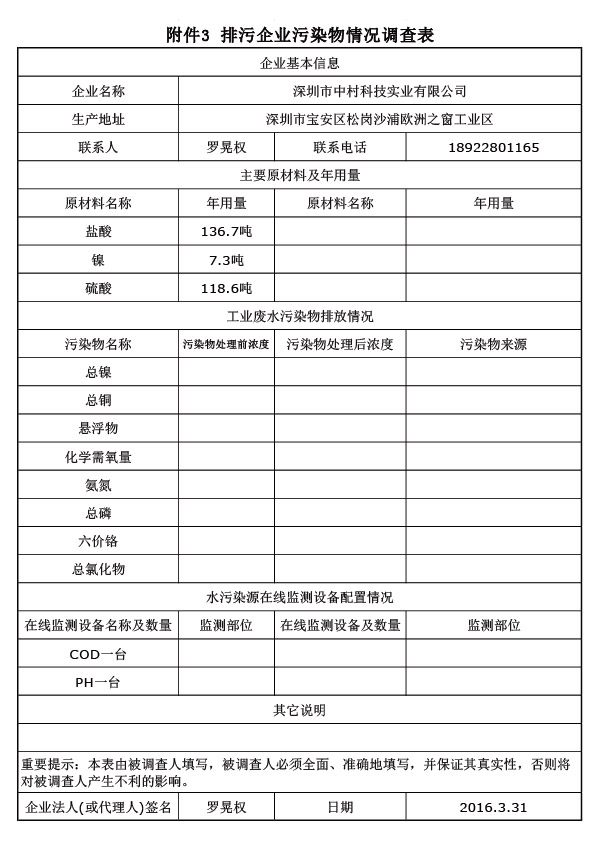 附件3 排污企业污染物情况调查表
企业基本信息
企业名称 深圳市中村科技实业有限公司
生产地址 深圳市宝安区松岗沙浦欧洲之窗工业区
联系人 罗晃权 联系电话 18922801165
主要原材料及年用量
原材料名称 年用量 原材料名称 年用量
盐酸 136.7吨
镍 7.3吨
硫酸 118.6吨
工业废水污染物排放情况
污染物名称 污染物处理前浓度 污染物处理后浓度 污染物来源
总镍
总铜
悬浮物
化学需氧量
氨氮
总磷
六价铬
总氯化物
水污染源在线监测设备配置情况
在线监测设备名称及数量 监测部位 在线监测设备及数量 监测部位
COD一台
PH一台
其它说明
重要提示：本表由被调查人填写，被调查人必须全面、准确地填写，并保证其真实性，否则将
对被调查人产生不利的影响。
企业法人(或代理人)签名 罗晃权 日期 2016.3.31